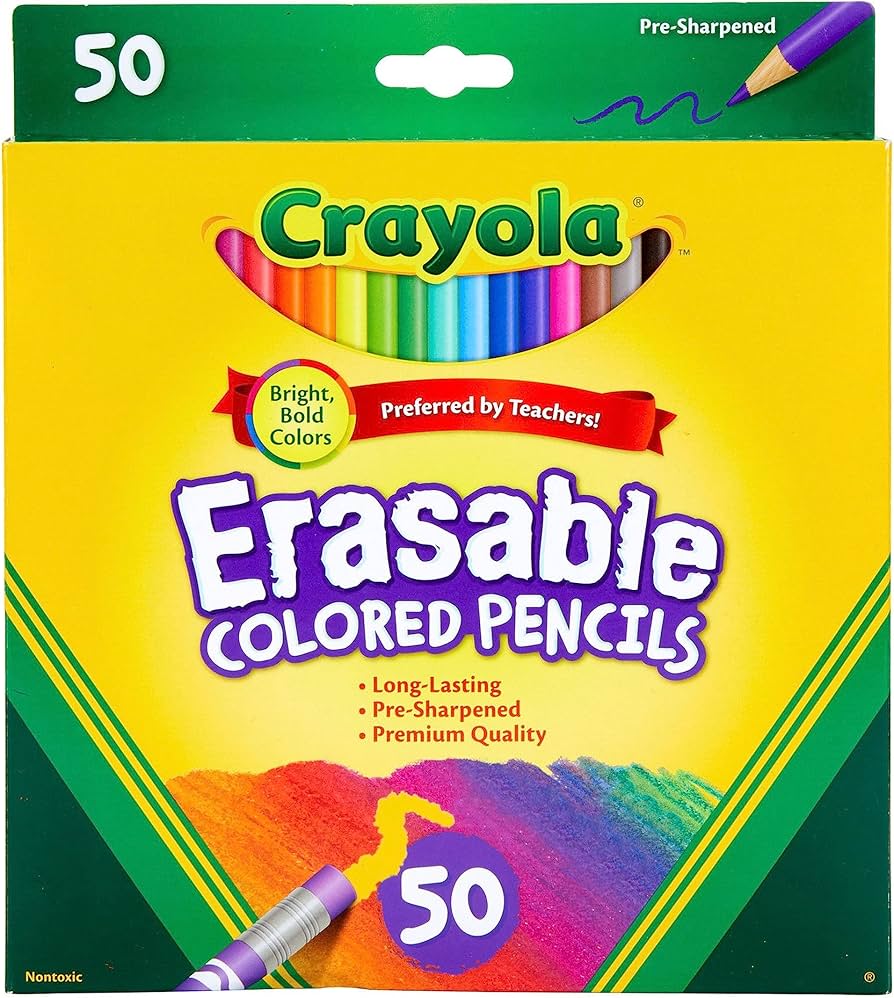 50
Pre-Sharpened
Crayola®
™
Bright,
Bold
Colors
Preferred by Teachers!
Erasable
COLORED PENCILS
• Long-Lasting
• Pre-Sharpened
• Premium Quality
50
Nontoxic
®